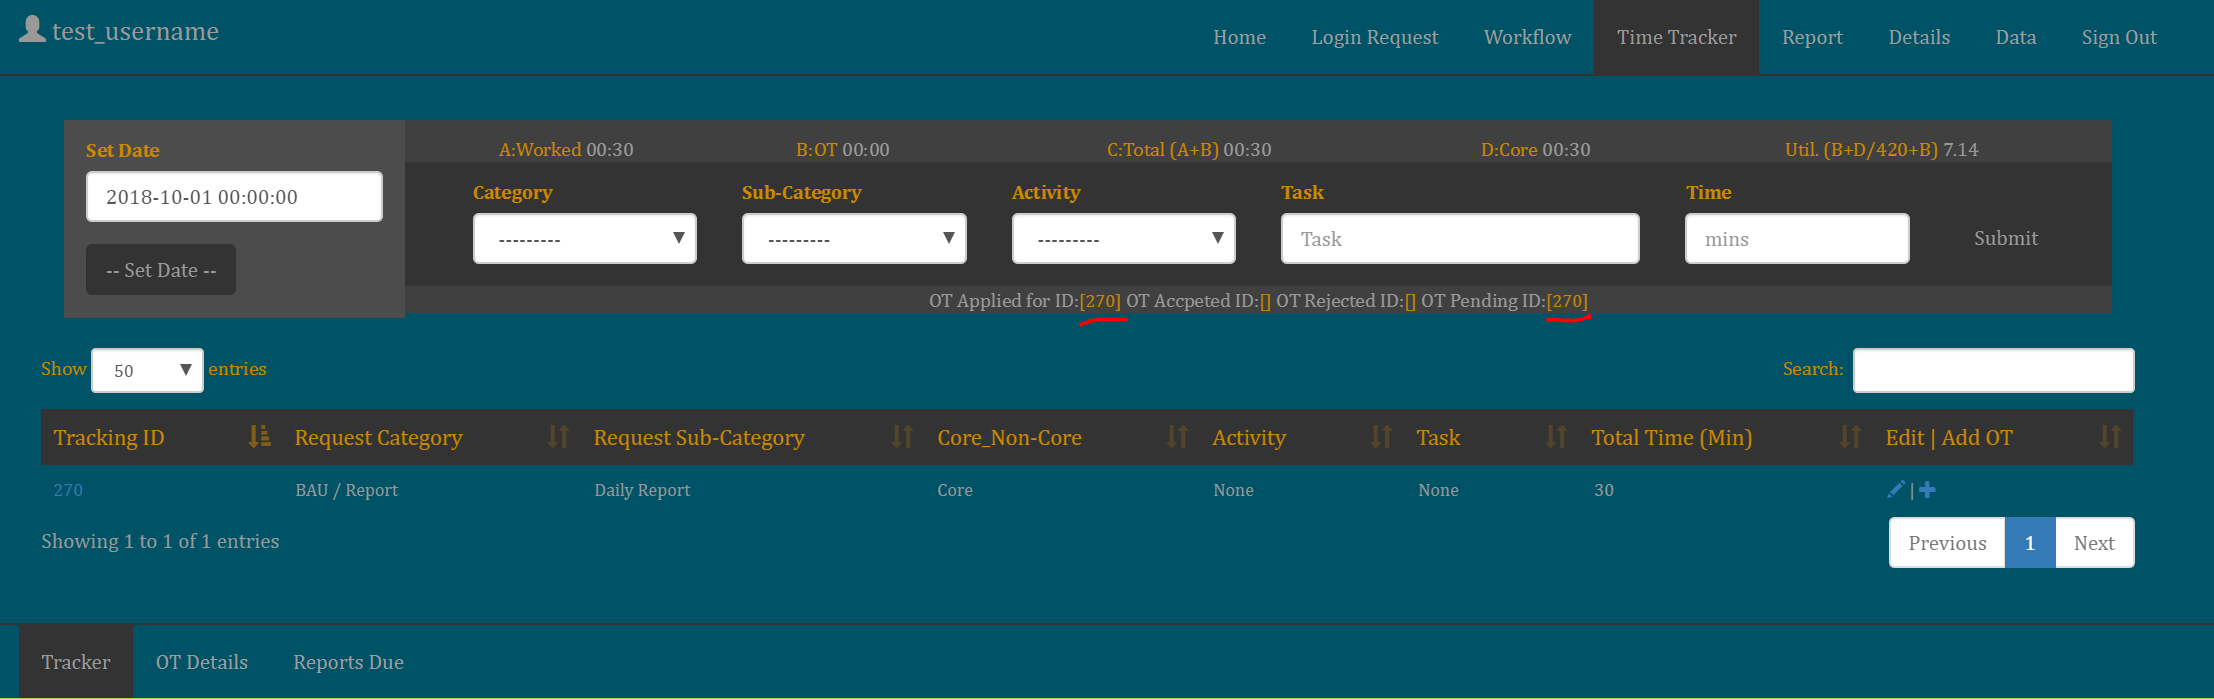 test_username
Home Login Request Workflow Time Tracker Report Details Data Sign Out
Set Date
2018-10-01 00:00:00
-- Set Date --
A:Worked 00:30 B:OT 00:00 C:Total (A+B) 00:30 D:Core 00:30 Util. (B+D/420+B) 7.14
Category Sub-Category Activity Task Time
--------- --------- --------- Task mins Submit
OT Applied for ID:[270] OT Accpeted ID:[] OT Rejected ID:[] OT Pending ID:[270]
Show 50 entries Search:
Tracking ID Request Category Request Sub-Category Core_Non-Core Activity Task Total Time (Min) Edit | Add OT
270 BAU / Report Daily Report Core None None 30 |
Showing 1 to 1 of 1 entries Previous 1 Next
Tracker OT Details Reports Due